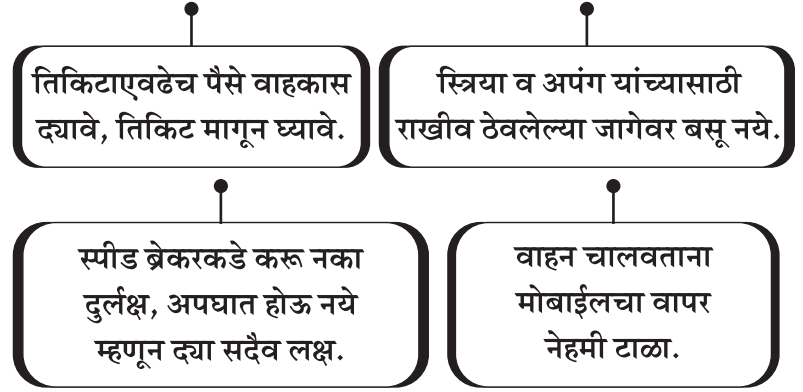 तिकिटाएवढेच पैसे वाहकास
द्यावे, तिकिट मागून घ्यावे.
स्त्रिया व अपंग यांच्यासाठी
राखीव ठेवलेल्या जागेवर बसू नये.
स्पीड ब्रेकरकडे करू नका
दुर्लक्ष, अपघात होऊ नये
म्हणून द्या सदैव लक्ष.
वाहन चालवताना
मोबाईलचा वापर
नेहमी टाळा.